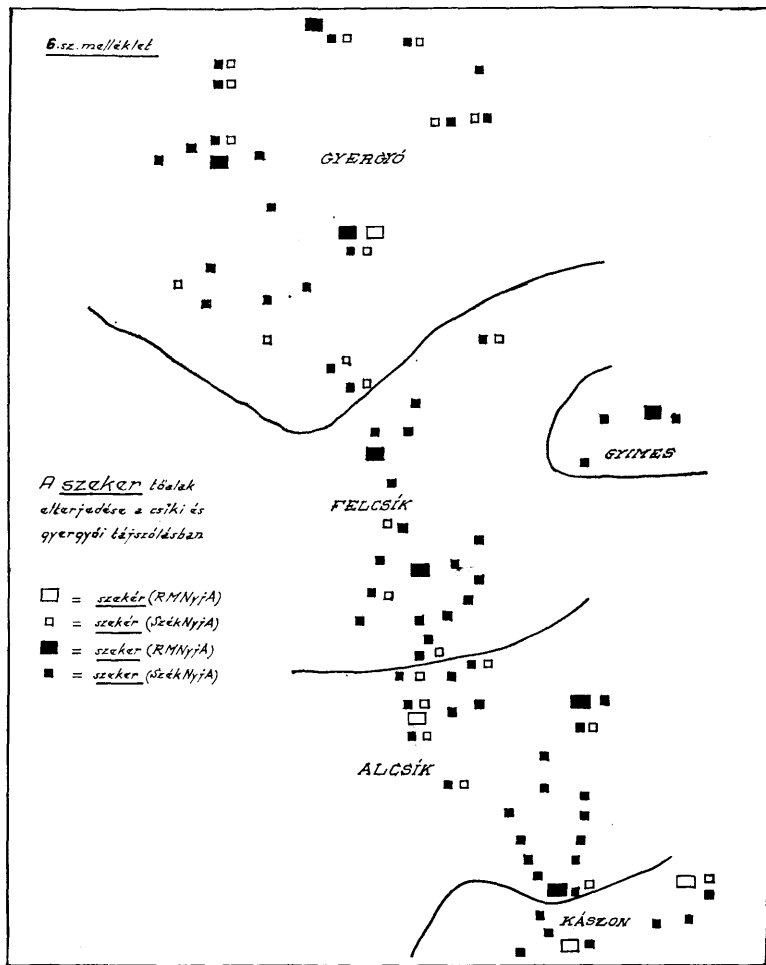 6.sz. melléklet
GYERGYÓ
GYIMES
A szeker tőalak
elterjedése a csíki és
gyergyói tájszólásban
FELCSÍK
= szekér (RMNyjA)
= szekér (SzékNyjA)
= szeker (RMNyjA)
= szeker (SzékNyjA)
ALCSÍK
KÁSZON